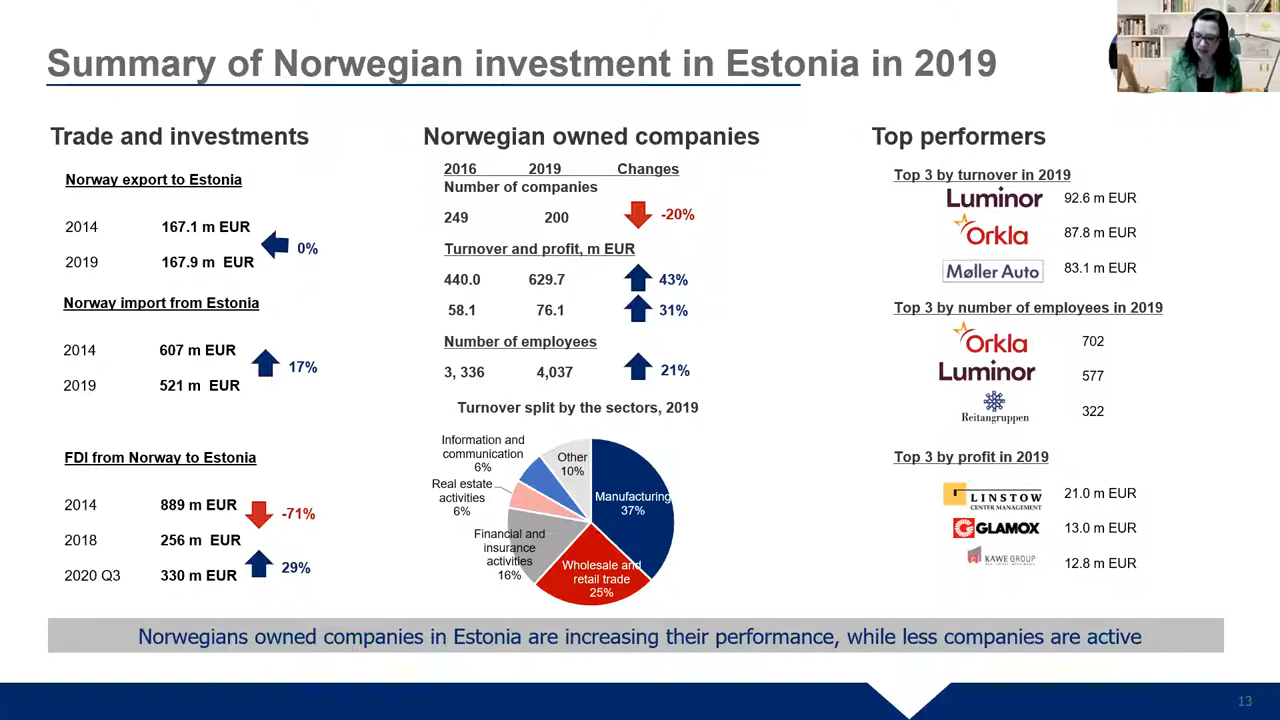 Summary of Norwegian investment in Estonia in 2019
Trade and investments
Norway export to Estonia
2014 167.1 m EUR
0%
2019 167.9 m EUR
Norway import from Estonia
2014 607 m EUR
17%
2019 521 m EUR
FDI from Norway to Estonia
2014 889 m EUR
-71%
2018 256 m EUR
29%
2020 Q3 330 m EUR
Norwegian owned companies
2016 2019 Changes
Number of companies
249 200 -20%
Turnover and profit, m EUR
440.0 629.7 43%
58.1 76.1 31%
Number of employees
3, 336 4,037 21%
Turnover split by the sectors, 2019
Information and
communication
6%
Other
10%
Real estate
activities
6%
Manufacturing
37%
Financial and
insurance
activities
16%
Wholesale and
retail trade
25%
Top performers
Top 3 by turnover in 2019
Luminor 92.6 m EUR
Orkla 87.8 m EUR
Møller Auto 83.1 m EUR
Top 3 by number of employees in 2019
Orkla 702
Luminor 577
Reitangruppen 322
Top 3 by profit in 2019
LINSTOW 21.0 m EUR
CENTER MANAGEMENT
GLAMOX 13.0 m EUR
KAWE GROUP 12.8 m EUR
Norwegians owned companies in Estonia are increasing their performance, while less companies are active
13